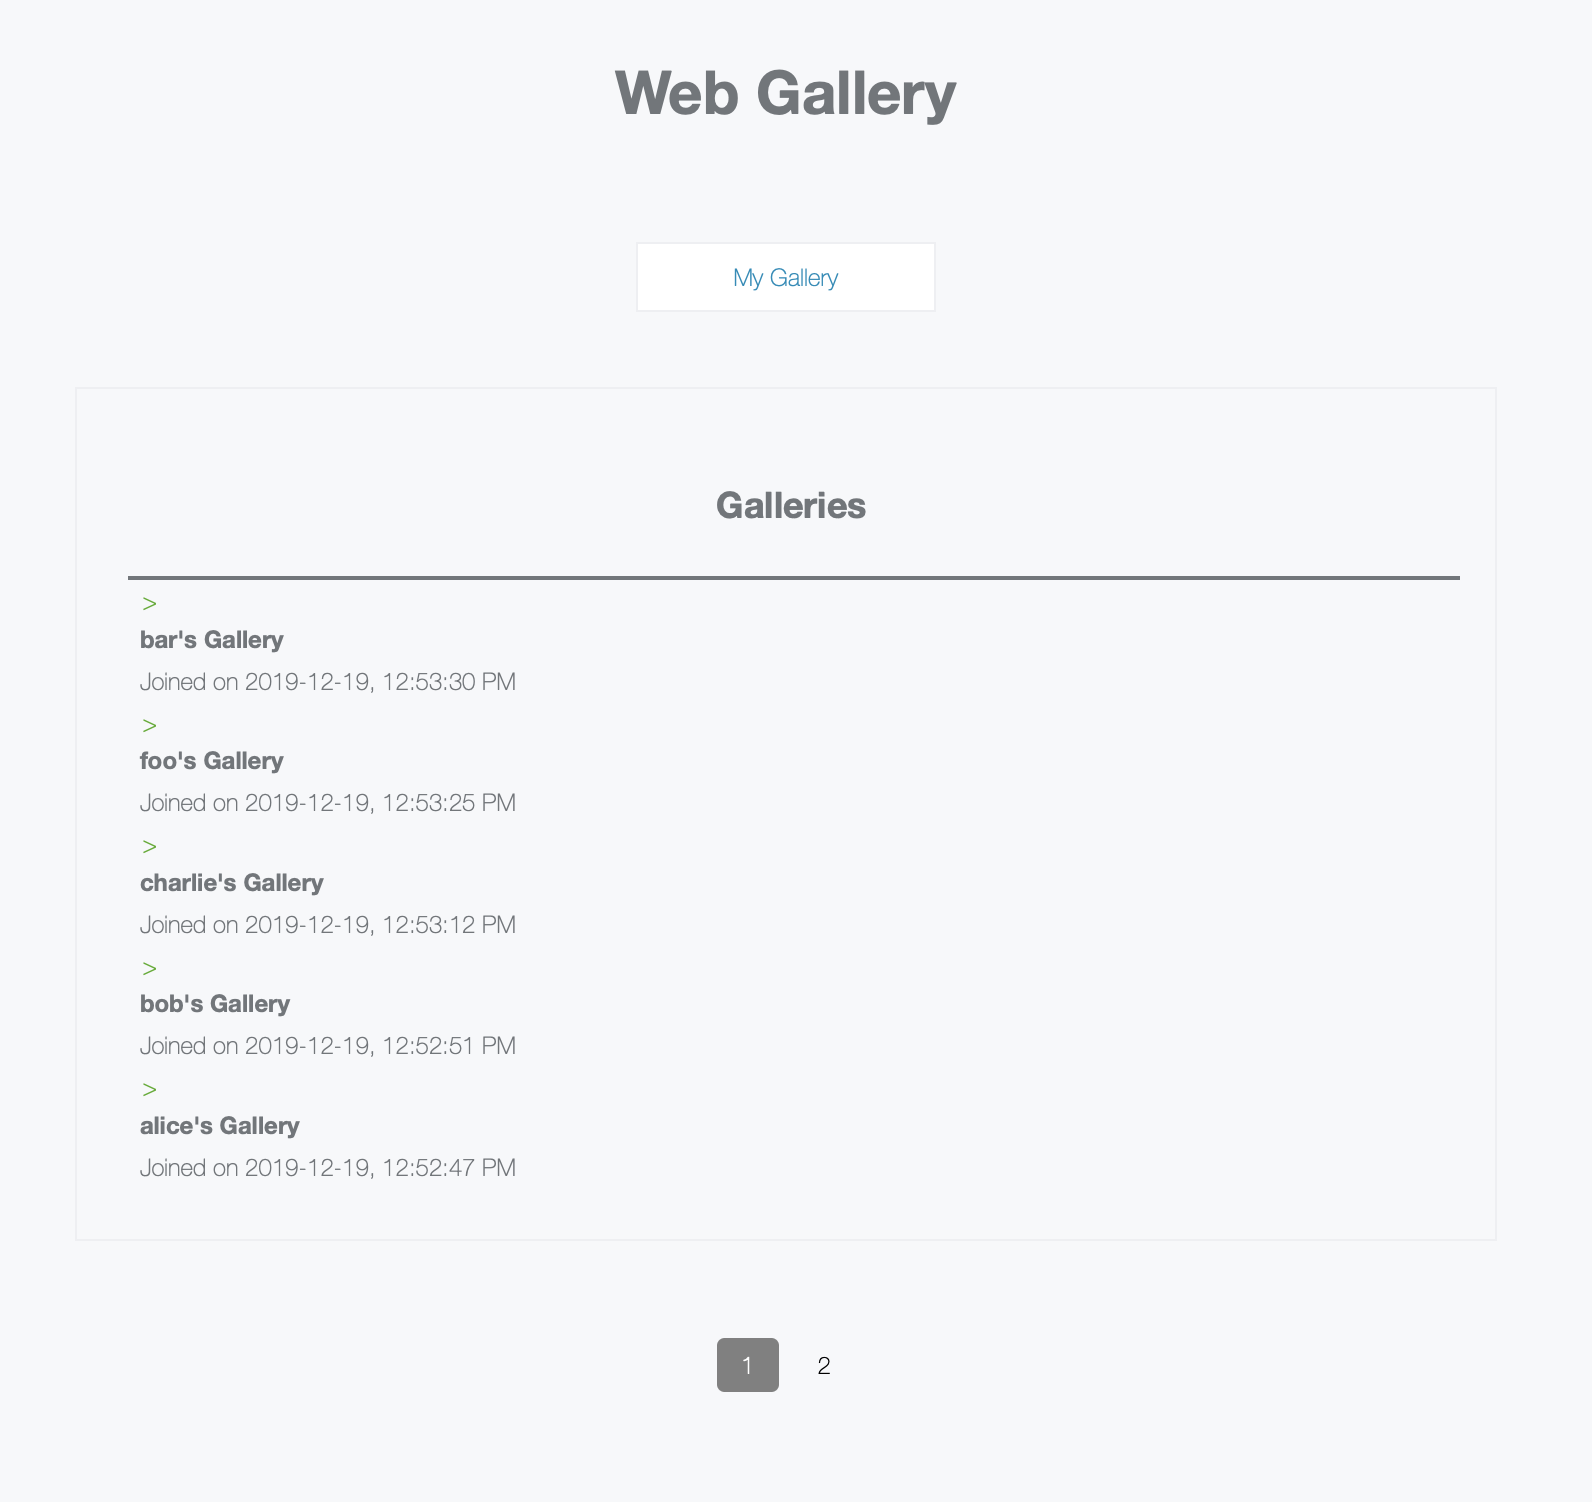 Web Gallery
My Gallery
Galleries
>
bar's Gallery
Joined on 2019-12-19, 12:53:30 PM
>
foo's Gallery
Joined on 2019-12-19, 12:53:25 PM
>
charlie's Gallery
Joined on 2019-12-19, 12:53:12 PM
>
bob's Gallery
Joined on 2019-12-19, 12:52:51 PM
>
alice's Gallery
Joined on 2019-12-19, 12:52:47 PM
1 2